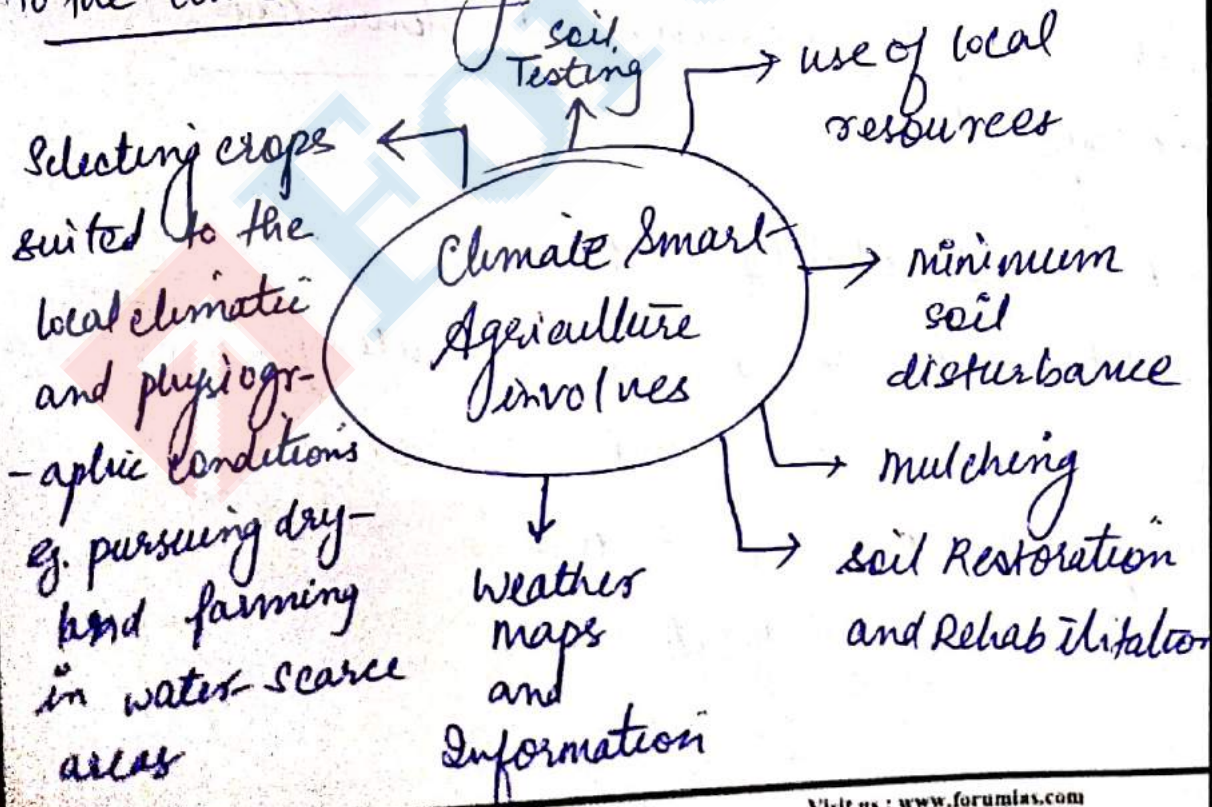 To the
soil
Testing
use of local
resources
Selecting crops
suited to the
local climatic
and physiogr-
-aphic conditions
eg. pursuing dry-
land farming
in water-scarce
areas
Climate Smart-
Agriculture
involves
minimum
soil
disturbance
mulching
soil Restoration
and Rehabilitation
Weather
maps
and
Information
Visit us : www.forumias.com